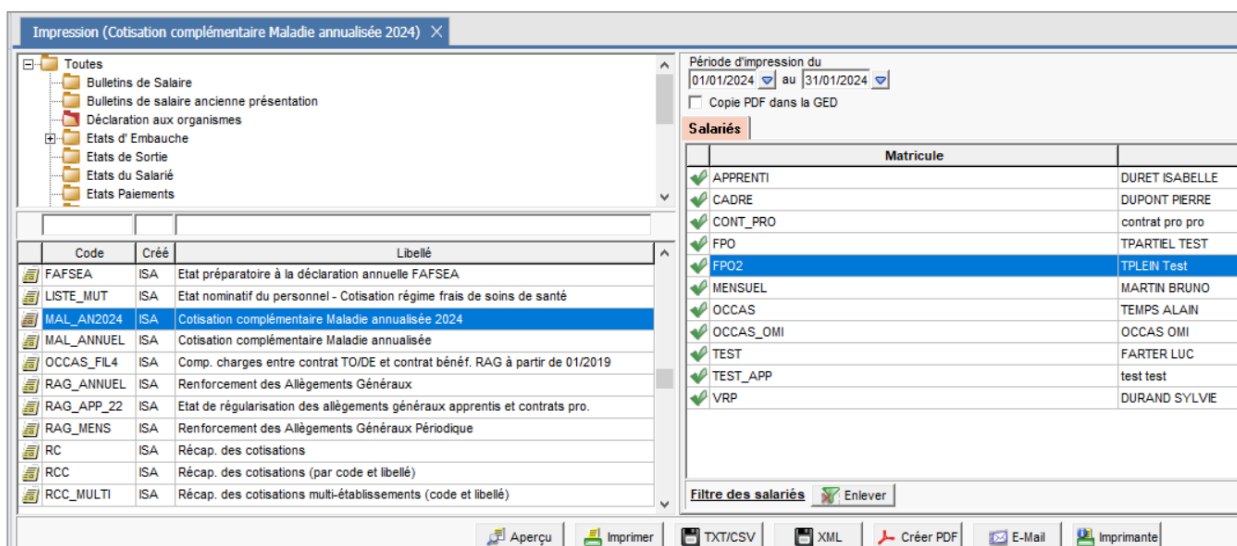 Impression (Cotisation complémentaire Maladie annualisée 2024)
Toutes
Bulletins de Salaire
Bulletins de salaire ancienne présentation
Déclaration aux organismes
Etats d' Embauche
Etats de Sortie
Etats du Salarié
Etats Paiements
Code Créé Libellé
FAFSEA ISA Etat préparatoire à la déclaration annuelle FAFSEA
LISTE_MUT ISA Etat nominatif du personnel - Cotisation régime frais de soins de santé
MAL_AN2024 ISA Cotisation complémentaire Maladie annualisée 2024
MAL_ANNUEL ISA Cotisation complémentaire Maladie annualisée
OCCAS_FIL4 ISA Comp. charges entre contrat TO/DE et contrat bénéf. RAG à partir de 01/2019
RAG_ANNUEL ISA Renforcement des Allègements Généraux
RAG_APP_22 ISA Etat de régularisation des allègements généraux apprentis et contrats pro.
RAG_MENS ISA Renforcement des Allègements Généraux Périodique
RC ISA Récap. des cotisations
RCC ISA Récap. des cotisations (par code et libellé)
RCC_MULTI ISA Récap. des cotisations multi-établissements (code et libellé)
Période d'impression du
01/01/2024 au 31/01/2024
Copie PDF dans la GED
Salariés
Matricule
APPRENTI DURET ISABELLE
CADRE DUPONT PIERRE
CONT_PRO contrat pro pro
FPO TPARTIEL TEST
FPO2 TPLEIN Test
MENSUEL MARTIN BRUNO
OCCAS TEMPS ALAIN
OCCAS_OMI OCCAS OMI
TEST FARTER LUC
TEST_APP test test
VRP DURAND SYLVIE
Filtre des salariés Enlever
Aperçu Imprimer TXT/CSV XML Créer PDF E-Mail Imprimante